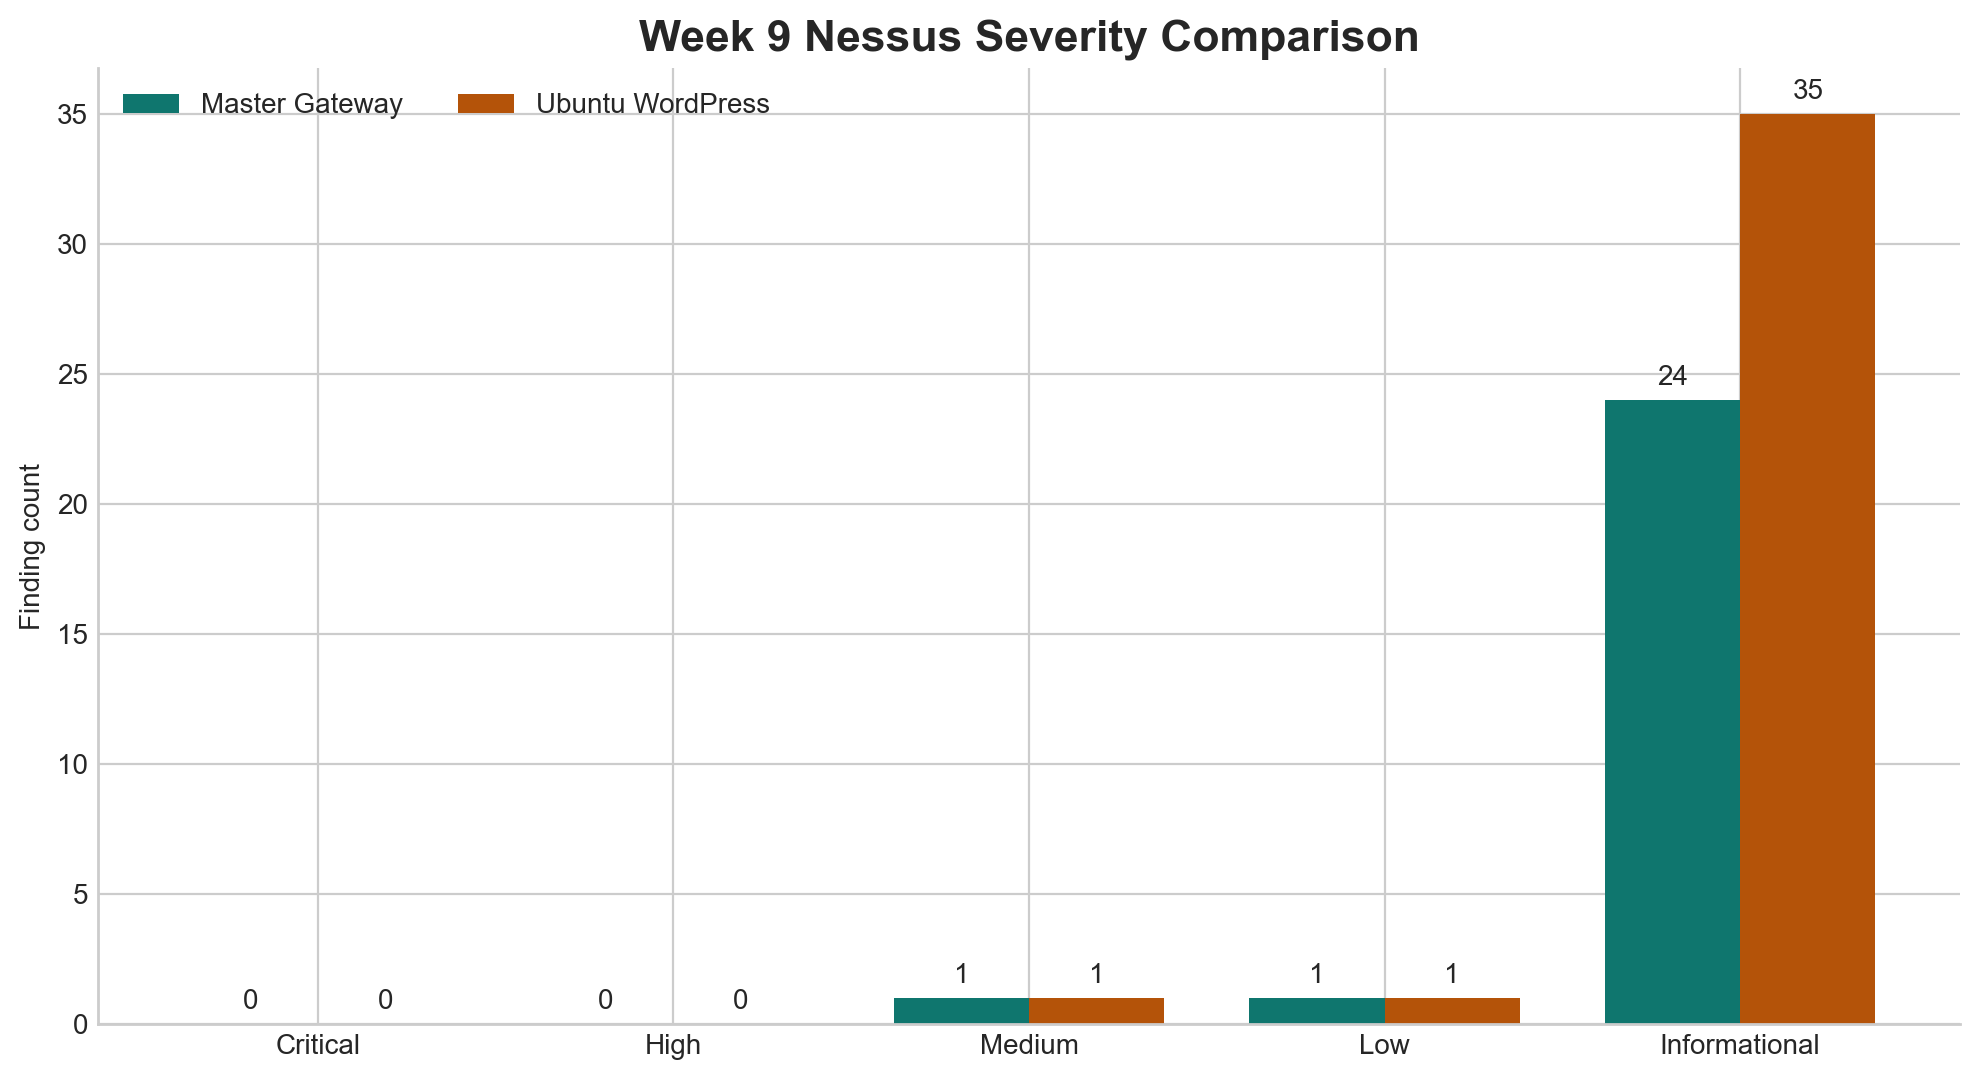 Week 9 Nessus Severity Comparison
Master Gateway
Ubuntu WordPress
Finding count
35
30
25
20
15
10
5
0
0
0
0
0
1
1
1
1
24
35
Critical
High
Medium
Low
Informational